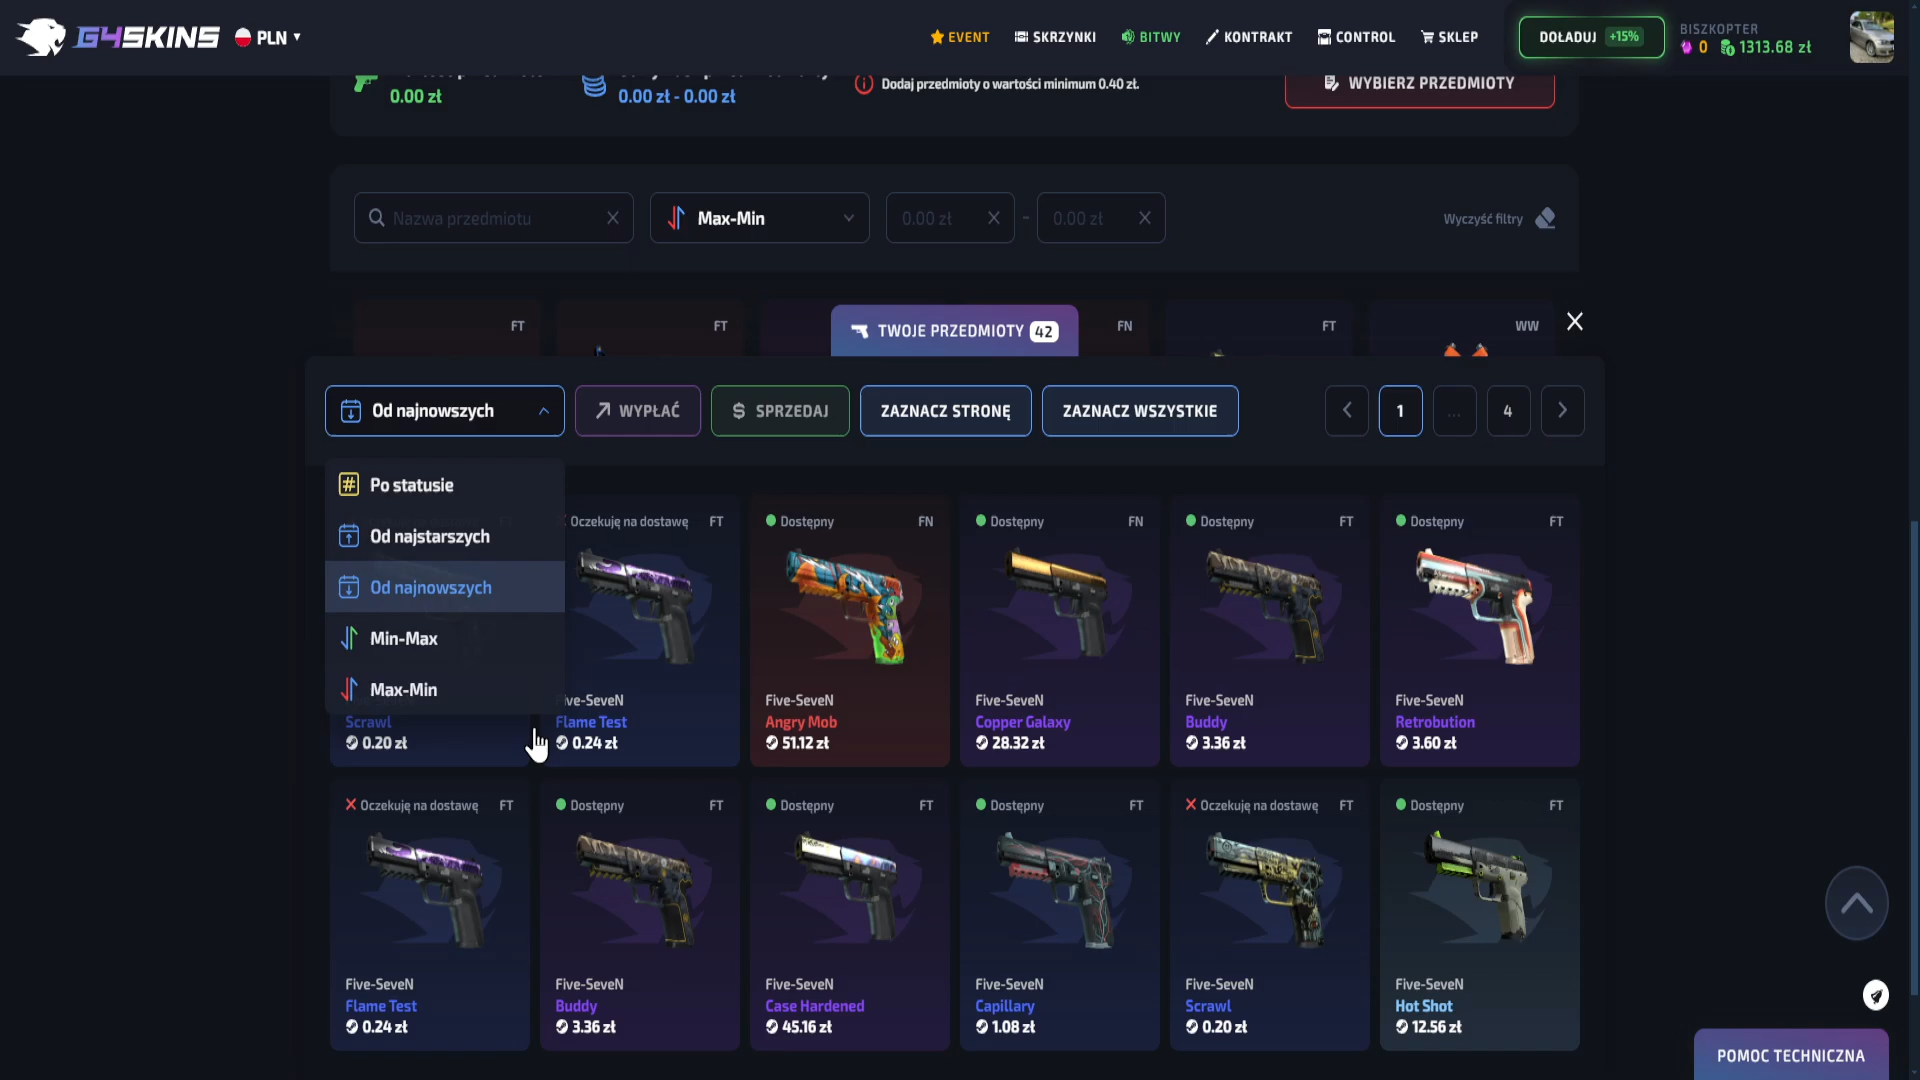 G4SKINS
PLN
EVENT
SKRZYNKI
BITWY
KONTRAKT
CONTROL
SKLEP
DOŁADUJ +15%
BISZKOPTER
0 1313.68 zł
0.00 zł
0.00 zł - 0.00 zł
Dodaj przedmioty o wartości minimum 0.40 zł.
WYBIERZ PRZEDMIOTY
Nazwa przedmiotu
Max-Min
0.00 zł - 0.00 zł
Wyczyść filtry
FT
FT
TWOJE PRZEDMIOTY 42
FN
FT
WW
Od najnowszych
WYPŁAĆ
SPRZEDAJ
ZAZNACZ STRONĘ
ZAZNACZ WSZYSTKIE
1 ... 4
Po statusie
Od najstarszych
Od najnowszych
Min-Max
Max-Min
Scrawl
0.20 zł
Oczekuję na dostawę FT
Five-SeveN
Flame Test
0.24 zł
Dostępny FN
Five-SeveN
Angry Mob
51.12 zł
Dostępny FN
Five-SeveN
Copper Galaxy
28.32 zł
Dostępny FT
Five-SeveN
Buddy
3.36 zł
Dostępny FT
Five-SeveN
Retrobution
3.60 zł
Oczekuję na dostawę FT
Five-SeveN
Flame Test
0.24 zł
Dostępny FT
Five-SeveN
Buddy
3.36 zł
Dostępny FT
Five-SeveN
Case Hardened
45.16 zł
Dostępny FT
Five-SeveN
Capillary
1.08 zł
Oczekuję na dostawę FT
Five-SeveN
Scrawl
0.20 zł
Dostępny FT
Five-SeveN
Hot Shot
12.56 zł
POMOC TECHNICZNA